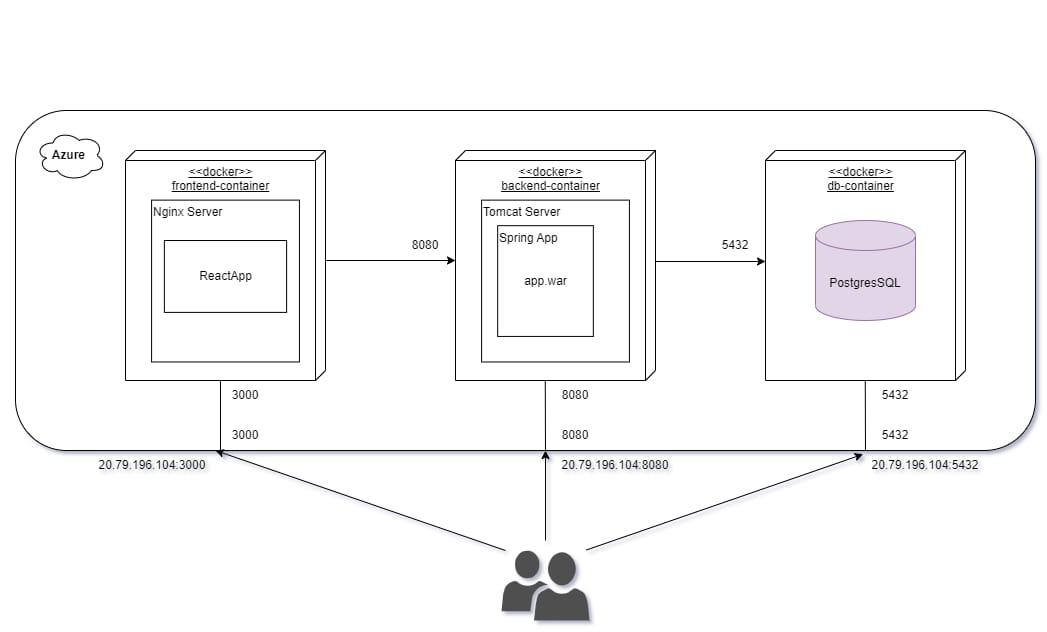 Azure
<<docker>>
frontend-container
Nginx Server
ReactApp
8080
<<docker>>
backend-container
Tomcat Server
Spring App
app.war
5432
<<docker>>
db-container
PostgresSQL
3000
3000
20.79.196.104:3000
8080
8080
20.79.196.104:8080
5432
5432
20.79.196.104:5432